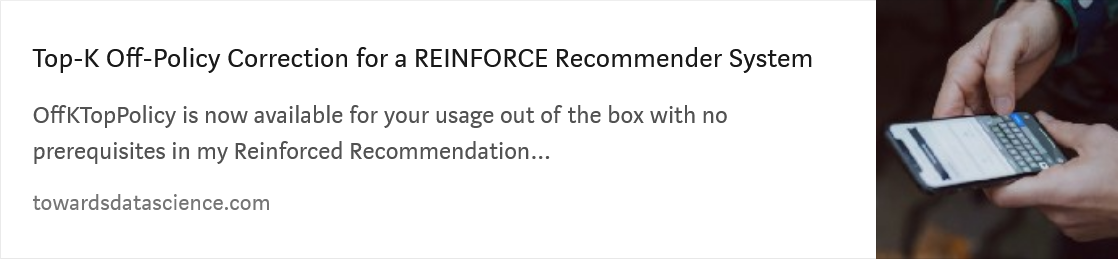 Top-K Off-Policy Correction for a REINFORCE Recommender System
OffKTopPolicy is now available for your usage out of the box with no
prerequisites in my Reinforced Recommendation...
towardsdatascience.com